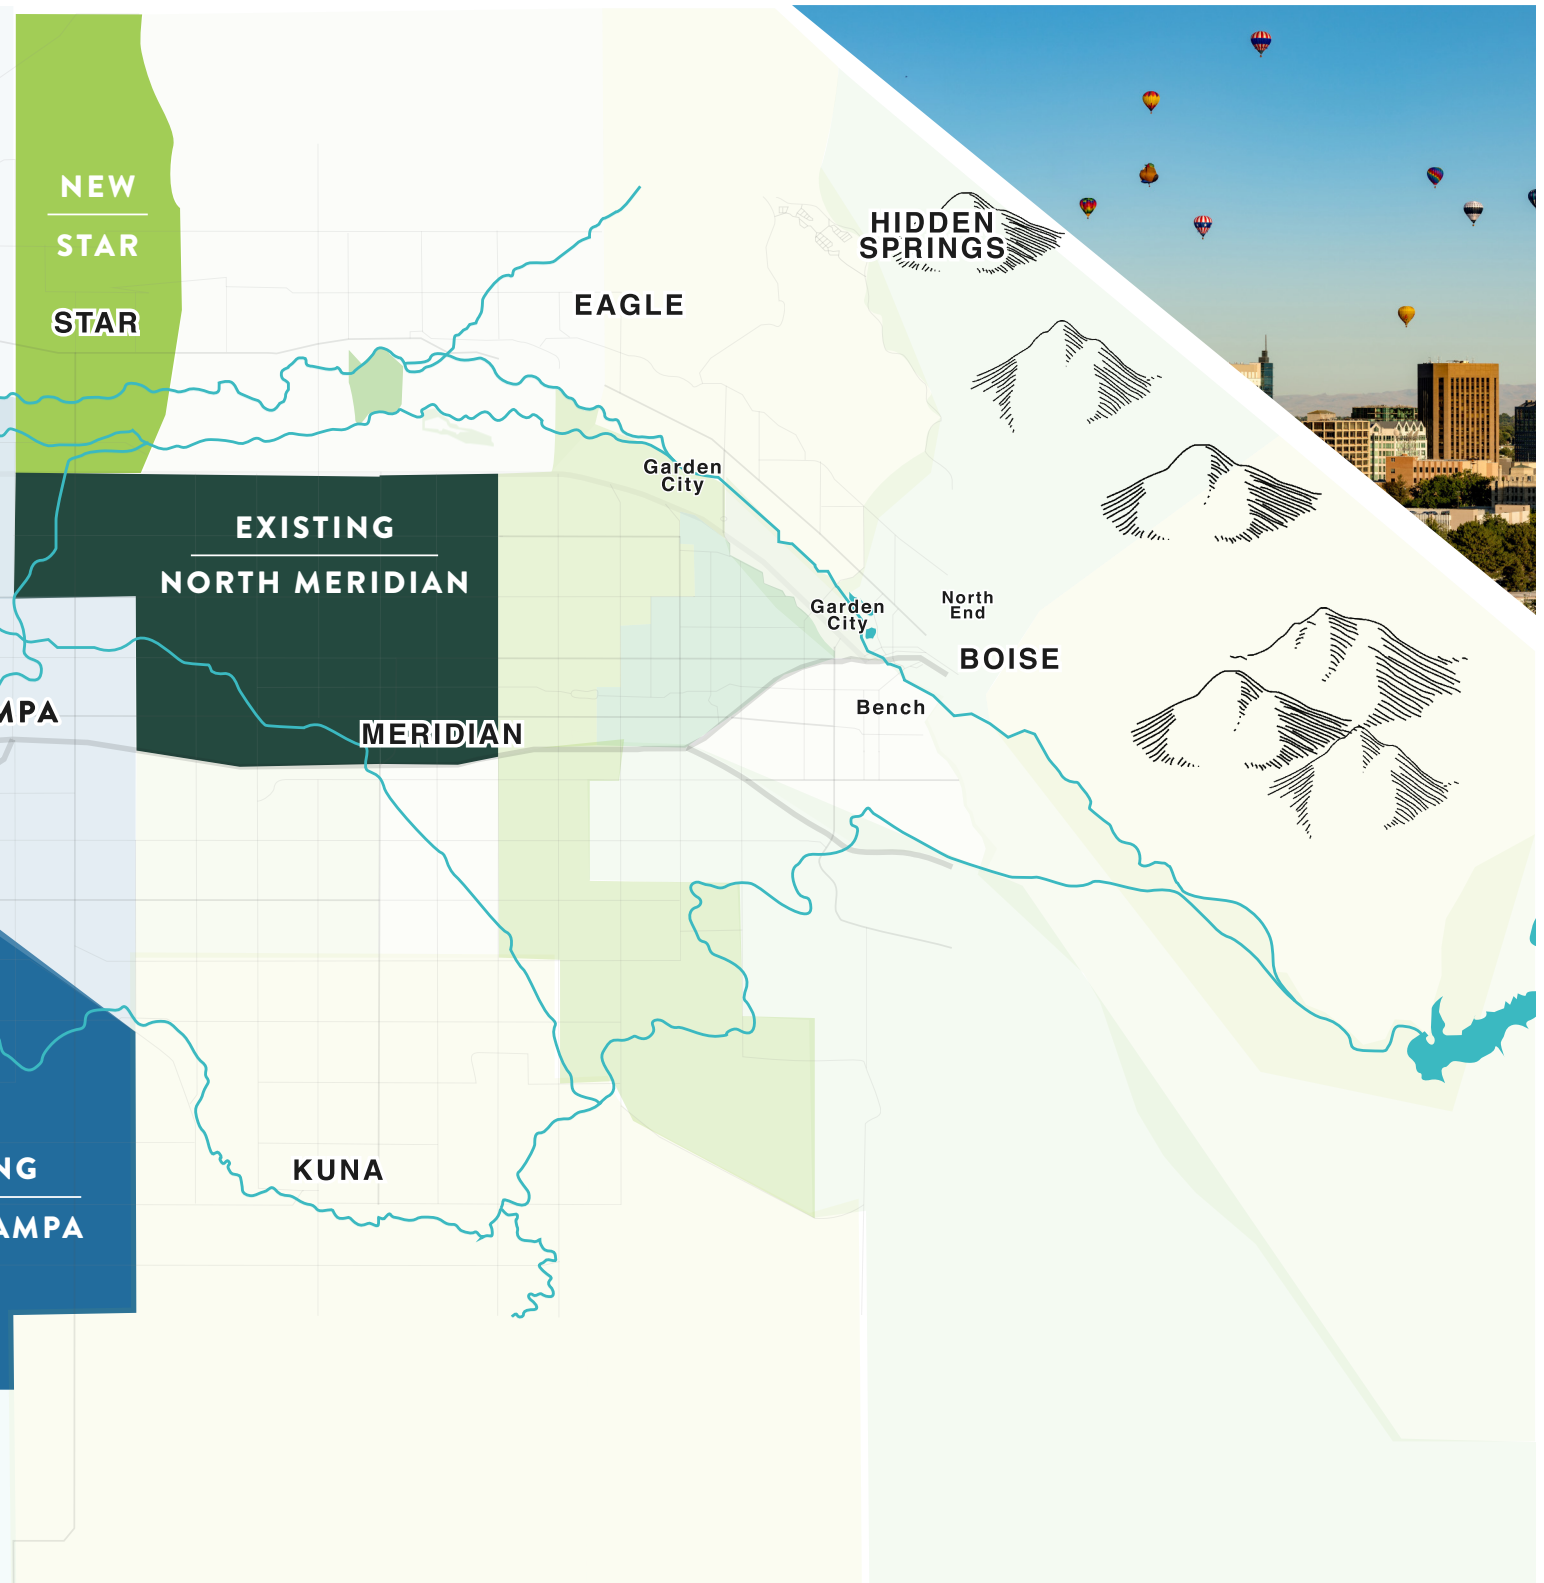 NEW
STAR
STAR
HIDDEN
SPRINGS
EAGLE
Garden
City
EXISTING
NORTH MERIDIAN
Garden
City
North
End
BOISE
MPA
MERIDIAN
Bench
NG
AMPA
KUNA